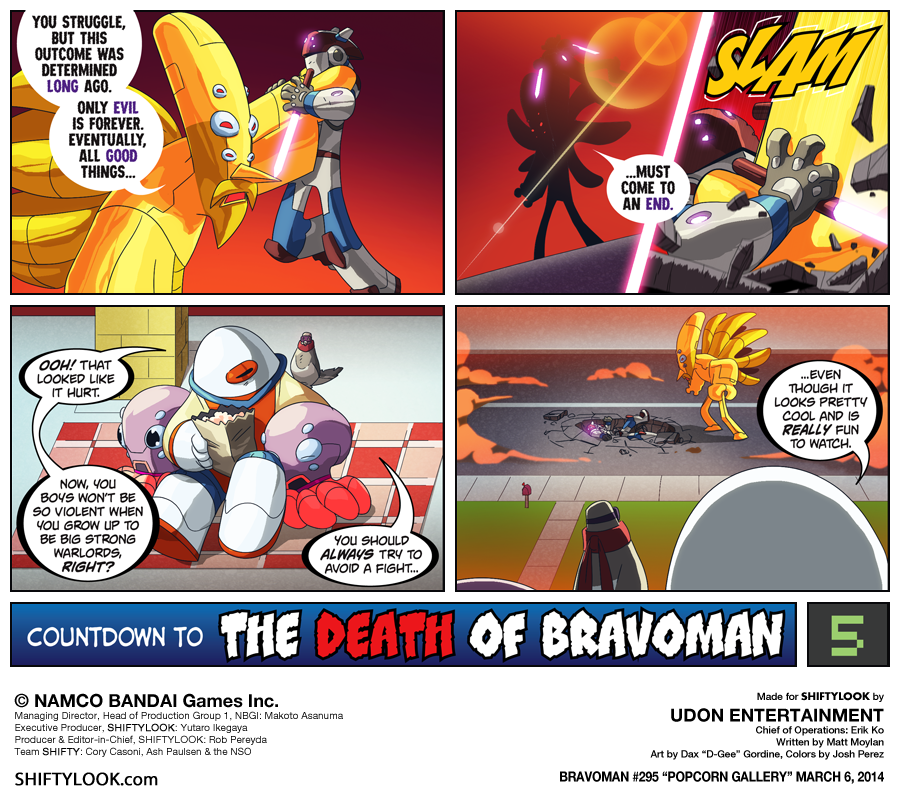 YOU STRUGGLE,
BUT THIS
OUTCOME WAS
DETERMINED
LONG AGO.
ONLY EVIL
IS FOREVER.
EVENTUALLY,
ALL GOOD
THINGS...
SLAM
...MUST
COME TO
AN END.
OOH! THAT
LOOKED LIKE
IT HURT.
NOW, YOU
BOYS WON'T BE
SO VIOLENT WHEN
YOU GROW UP TO
BE BIG STRONG
WARLORDS,
RIGHT?
YOU SHOULD
ALWAYS TRY TO
AVOID A FIGHT...
...EVEN
THOUGH IT
LOOKS PRETTY
COOL AND IS
REALLY FUN
TO WATCH.
COUNTDOWN TO THE DEATH OF BRAVOMAN 5
© NAMCO BANDAI Games Inc.
Managing Director, Head of Production Group 1, NBGI: Makoto Asanuma
Executive Producer, SHIFTYLOOK: Yutaro Ikegaya
Producer & Editor-in-Chief, SHIFTYLOOK: Rob Pereyda
Team SHIFTY: Cory Casoni, Ash Paulsen & the NSO
SHIFTYLOOK.com
Made for SHIFTYLOOK by
UDON ENTERTAINMENT
Chief of Operations: Erik Ko
Written by Matt Moylan
Art by Dax "D-Gee" Gordine, Colors by Josh Perez
BRAVOMAN #295 "POPCORN GALLERY" MARCH 6, 2014